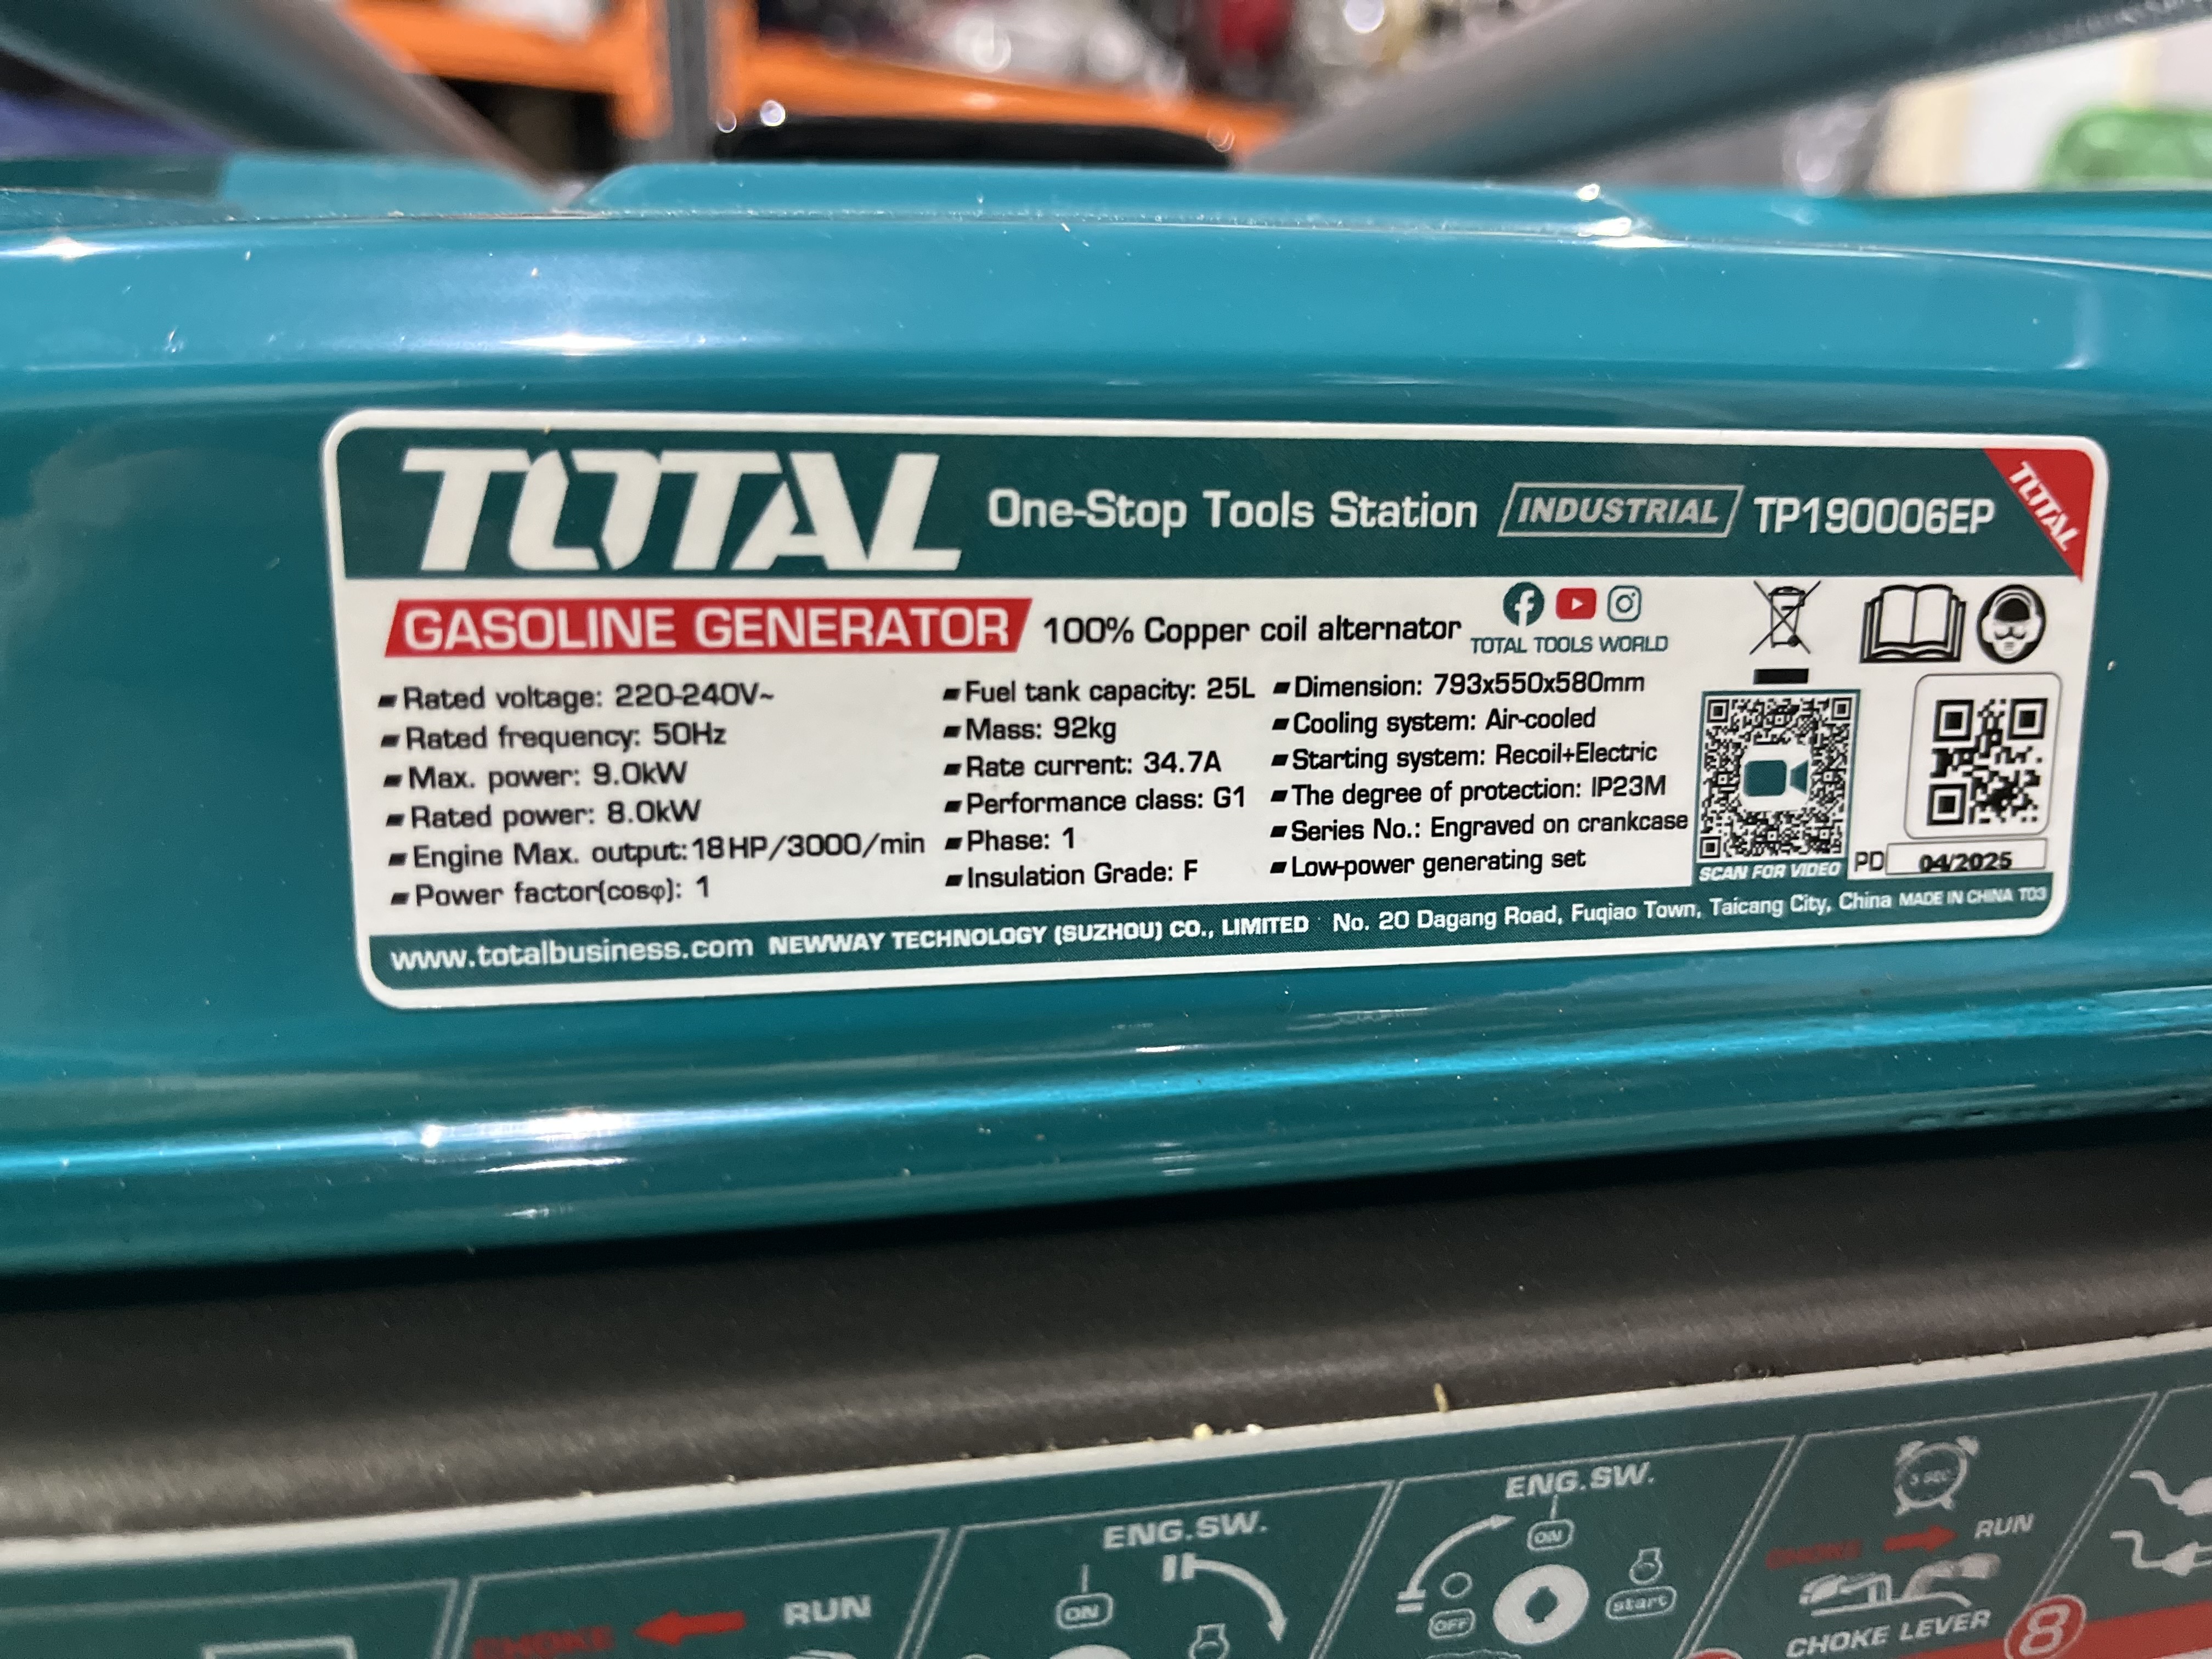 TOTAL One-Stop Tools Station INDUSTRIAL TP190006EP TOTAL
GASOLINE GENERATOR 100% Copper coil alternator
TOTAL TOOLS WORLD
Rated voltage: 220-240V~
Rated frequency: 50Hz
Max. power: 9.0kW
Rated power: 8.0kW
Engine Max. output:18HP/3000/min
Power factor(cosφ): 1
Fuel tank capacity: 25L
Mass: 92kg
Rate current: 34.7A
Performance class: G1
Phase: 1
Insulation Grade: F
Dimension: 793x550x580mm
Cooling system: Air-cooled
Starting system: Recoil+Electric
The degree of protection: IP23M
Series No.: Engraved on crankcase
Low-power generating set
SCAN FOR VIDEO
PD 04/2025
www.totalbusiness.com NEWWAY TECHNOLOGY (SUZHOU) CO., LIMITED No. 20 Dagang Road, Fuqiao Town, Taicang City, China MADE IN CHINA T03
CHOKE RUN
ENG.SW.
ON
ENG.SW.
ON
OFF
start
CHOKE RUN
CHOKE LEVER
8